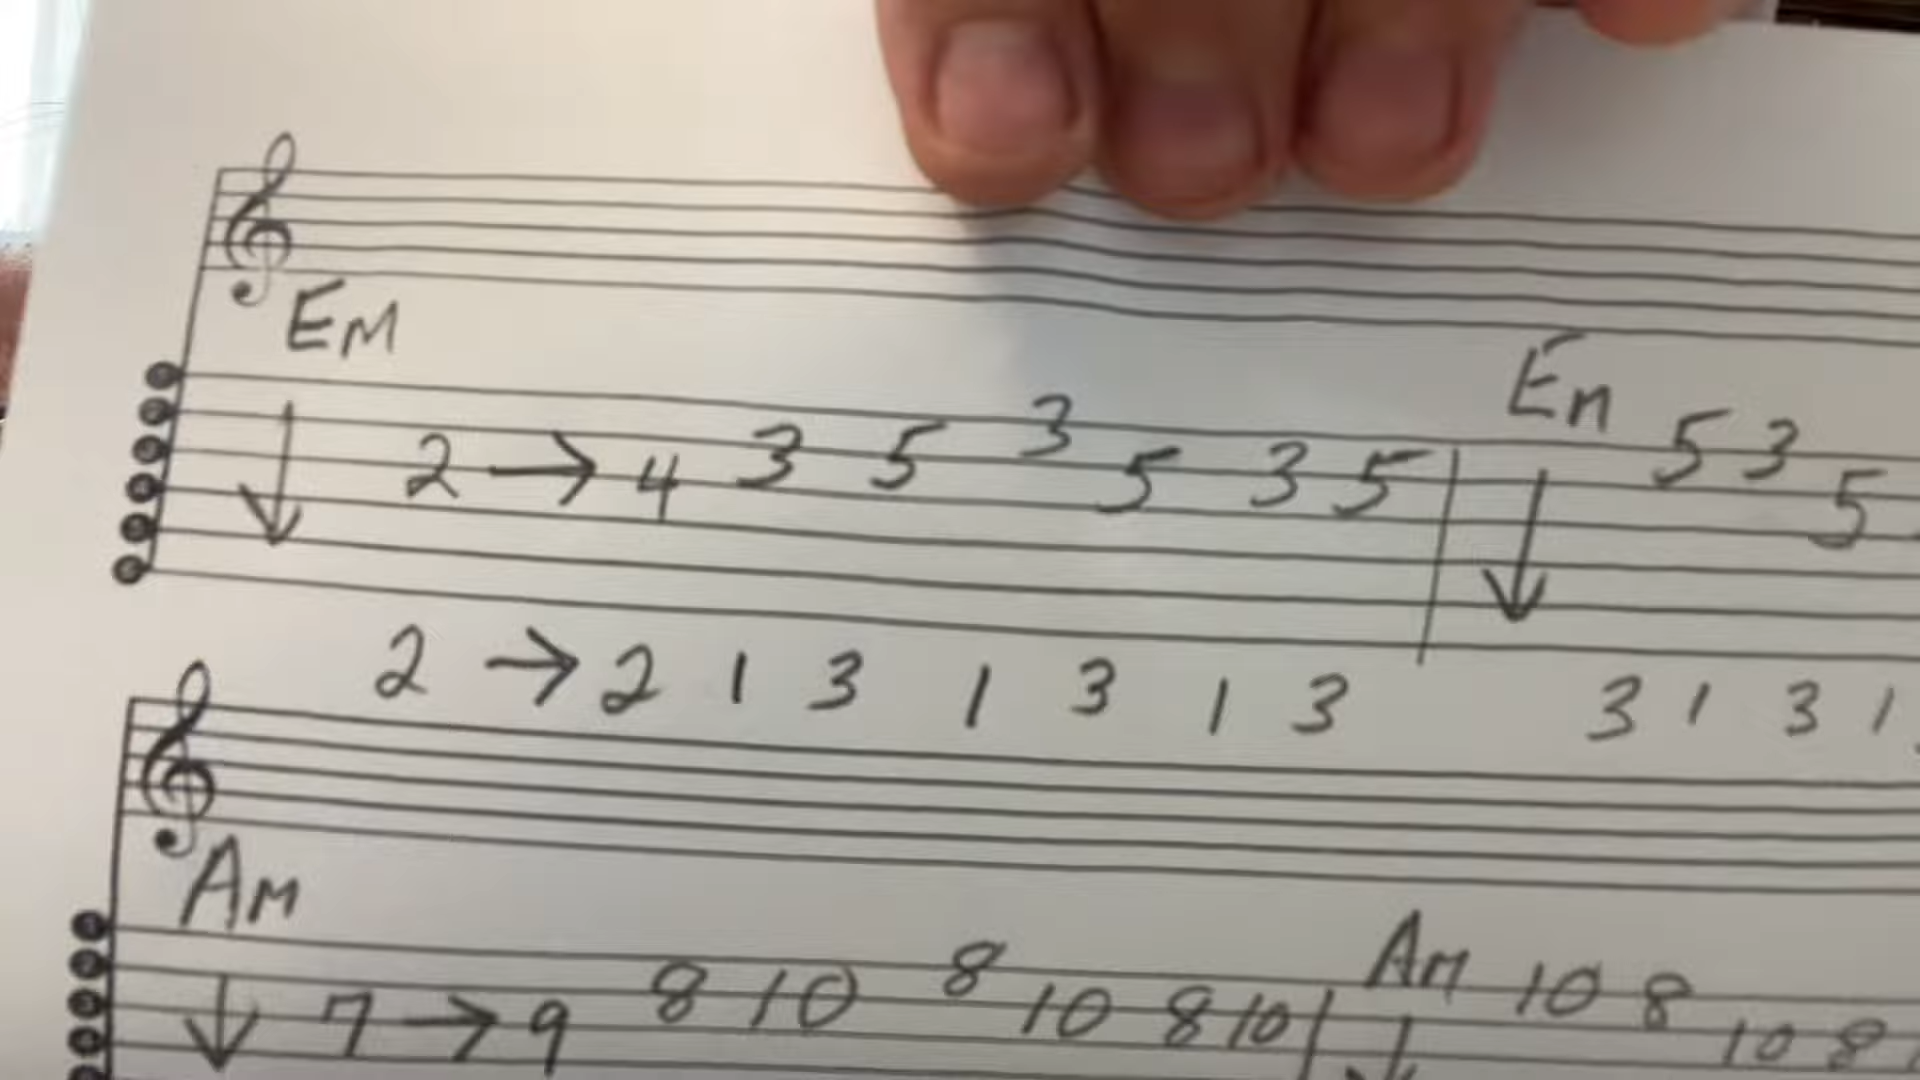 Em
Em
↓ 2 → 4 3 5 3 5 3 5 ↓ 5 3 5
2 → 2 1 3 1 3 1 3 3 1 3 1
Am
Am
↓ 7 → 9 8 10 8 10 8 10 ↓ 10 8 10 8